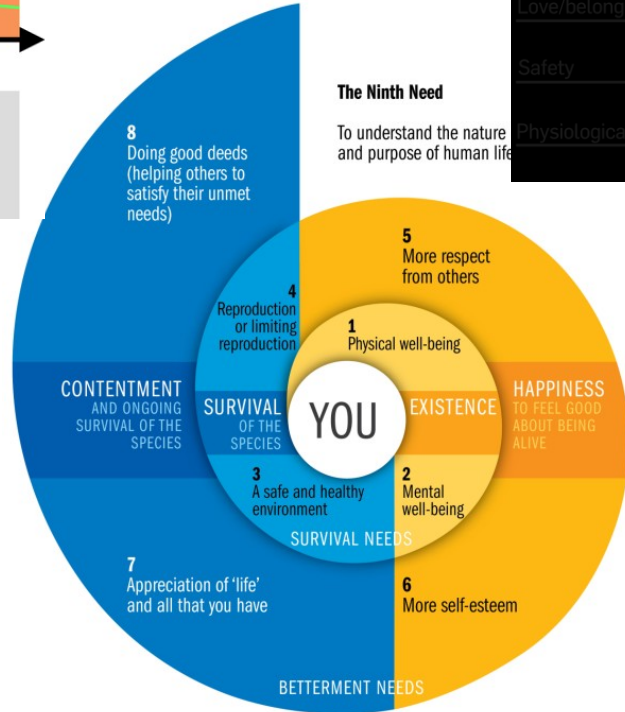 Love/belong
Safety
Physiologica
The Ninth Need
To understand the nature
and purpose of human life
8
Doing good deeds
(helping others to
satisfy their unmet
needs)
5
More respect
from others
4
Reproduction
or limiting
reproduction
1
Physical well-being
CONTENTMENT
AND ONGOING
SURVIVAL OF THE
SPECIES
SURVIVAL
OF THE
SPECIES
YOU
EXISTENCE
HAPPINESS
TO FEEL GOOD
ABOUT BEING
ALIVE
3
A safe and healthy
environment
2
Mental
well-being
SURVIVAL NEEDS
7
Appreciation of ‘life’
and all that you have
6
More self-esteem
BETTERMENT NEEDS